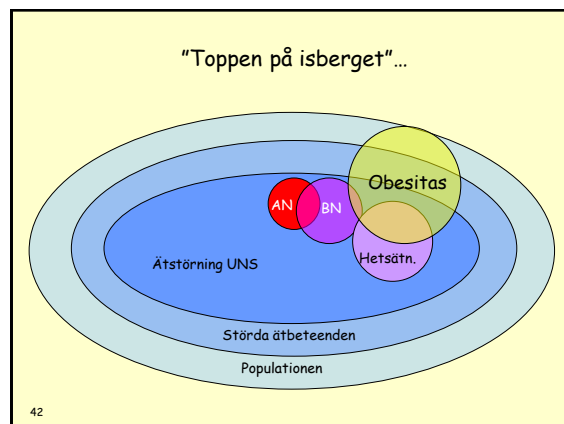 ”Toppen på isberget”…
Obesitas
AN
BN
Hetsätn.
Ätstörning UNS
Störda ätbeteenden
Populationen
42